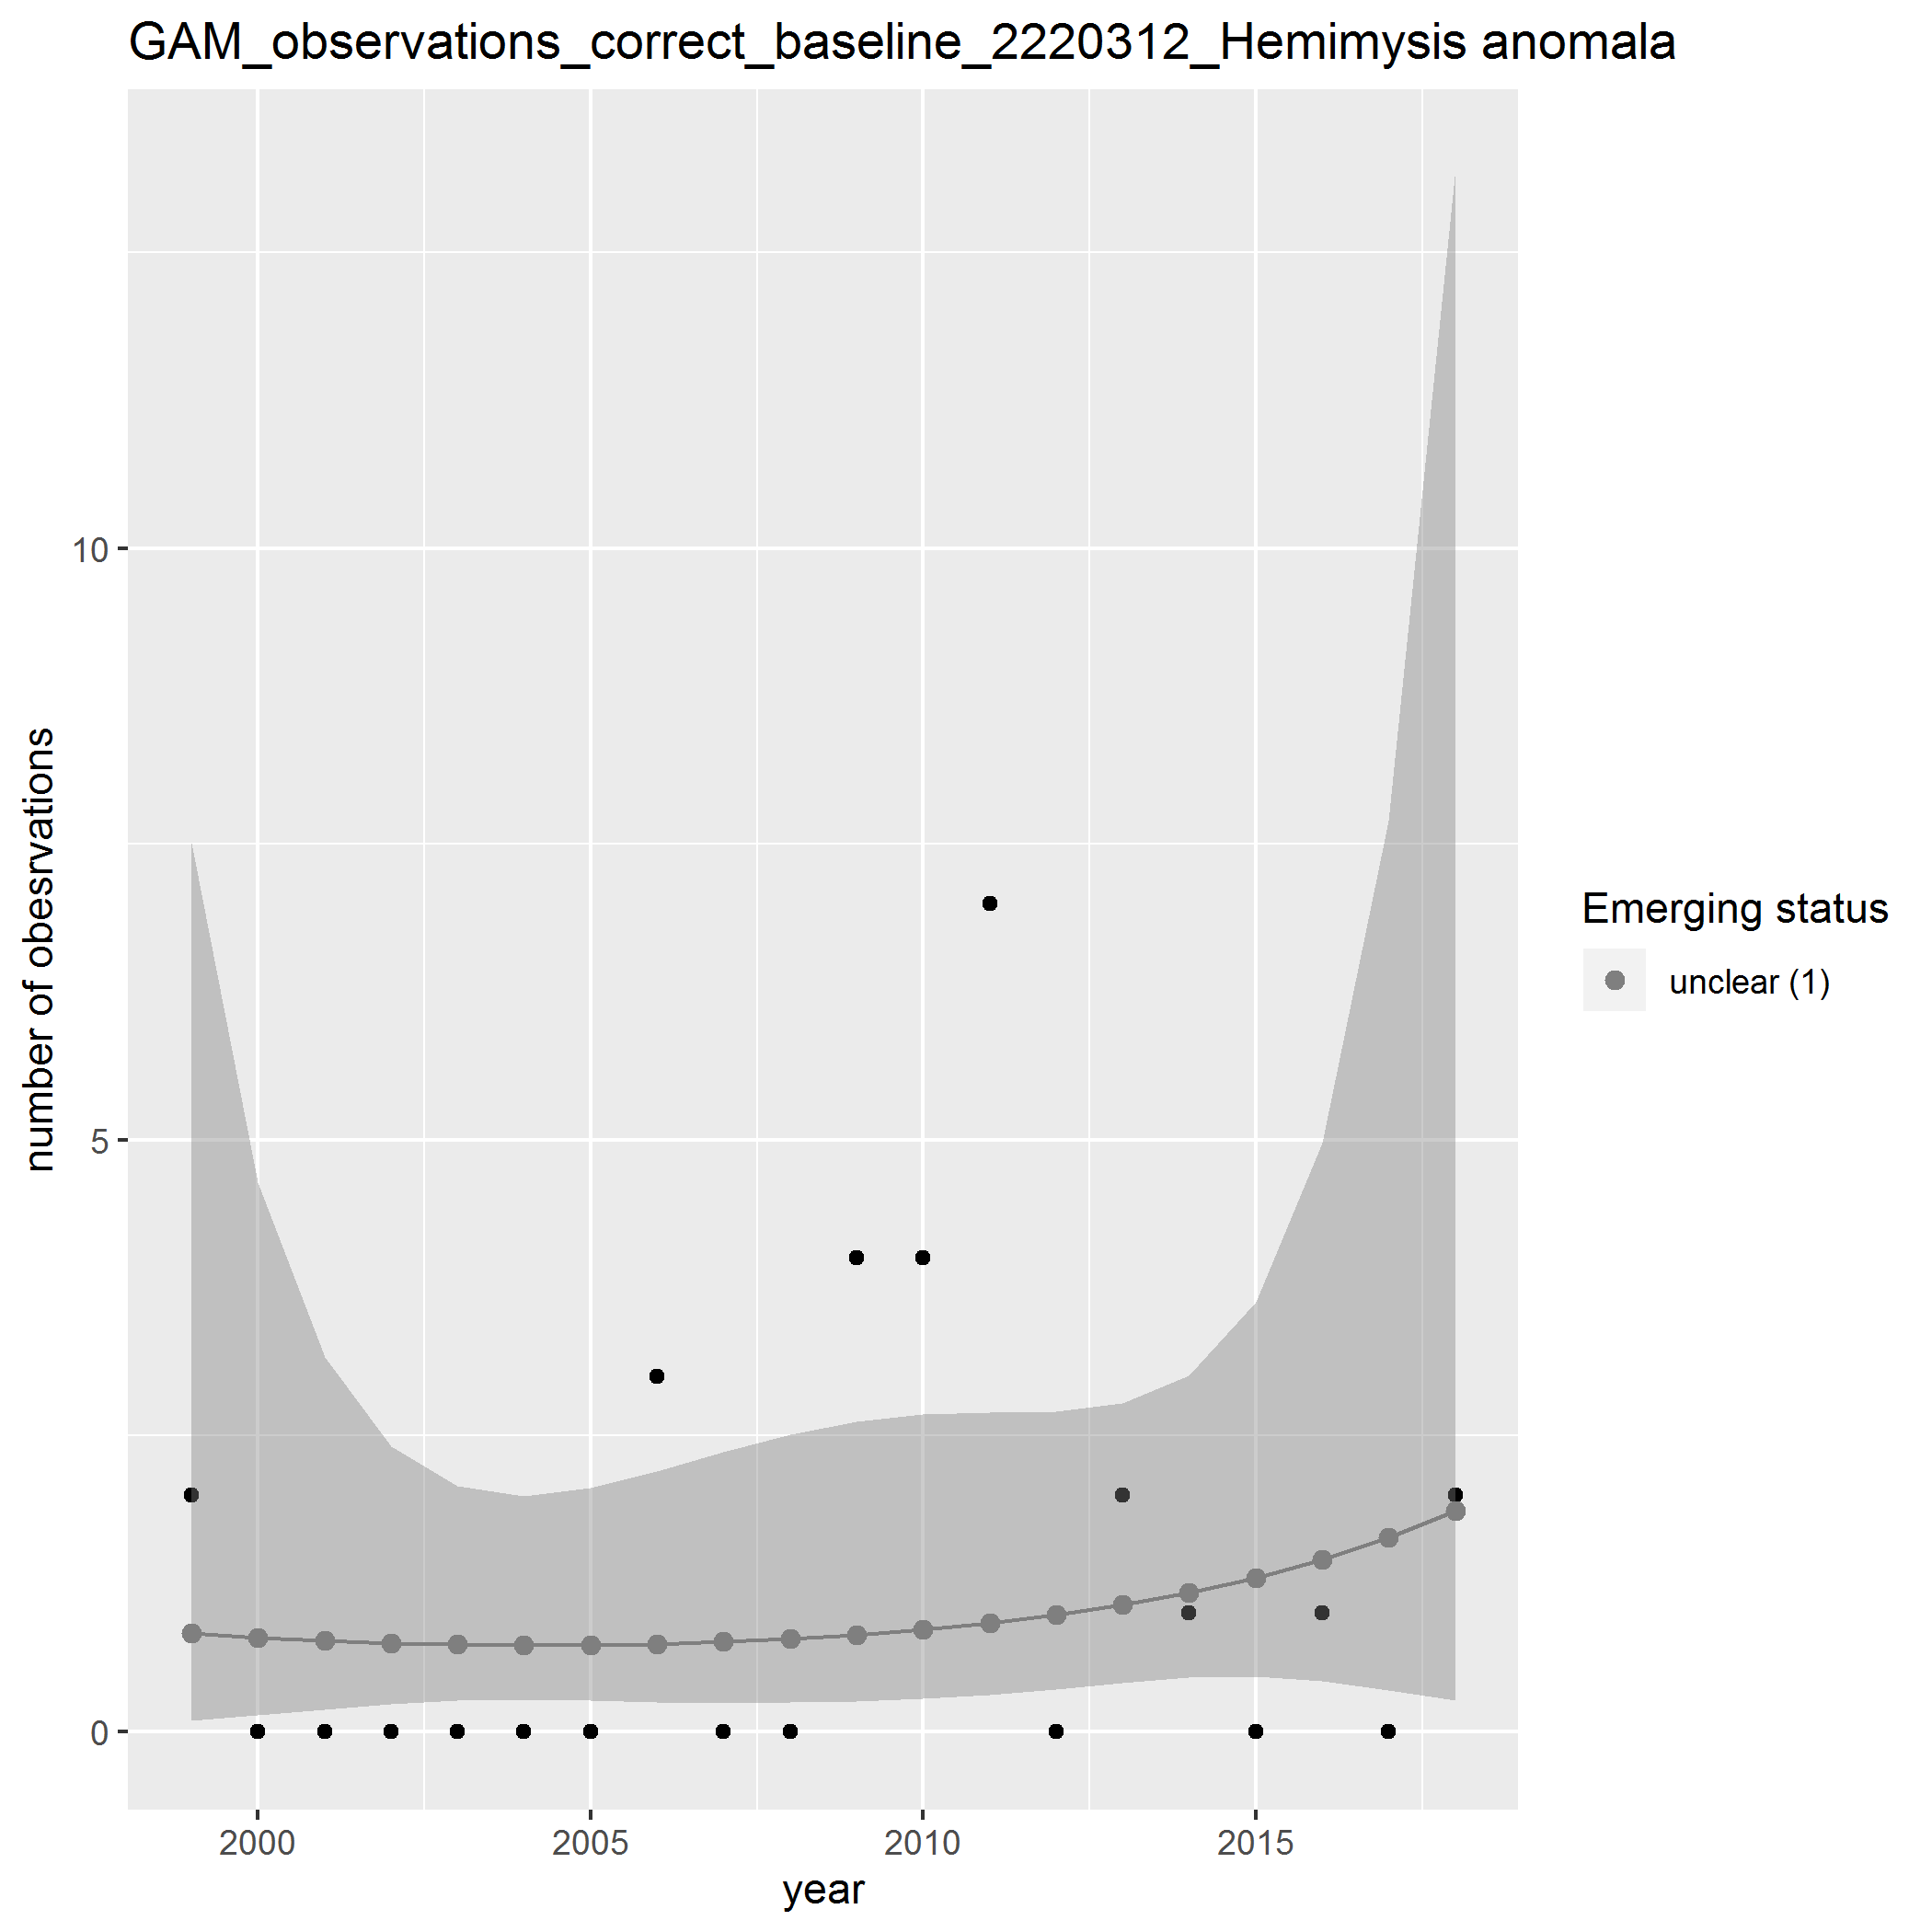 GAM_observations_correct_baseline_2220312_Hemimysis anomala
number of obesrvations
10
5
0
2000
2005
2010
2015
year
Emerging status
unclear (1)